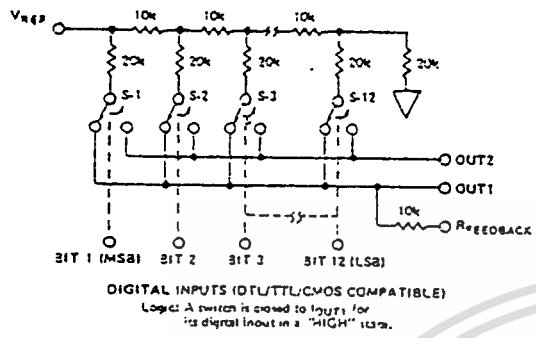 VREF
10k 10k 10k
20k 20k 20k 20k 20k
S-1 S-2 S-3 S-12
OUT2
OUT1
10k
RFEEDBACK
BIT 1 (MSB) BIT 2 BIT 3 BIT 12 (LSB)
DIGITAL INPUTS (DTL/TTL/CMOS COMPATIBLE)
Logic: A switch is closed to IOUT1 for
its digital input in a "HIGH" state.